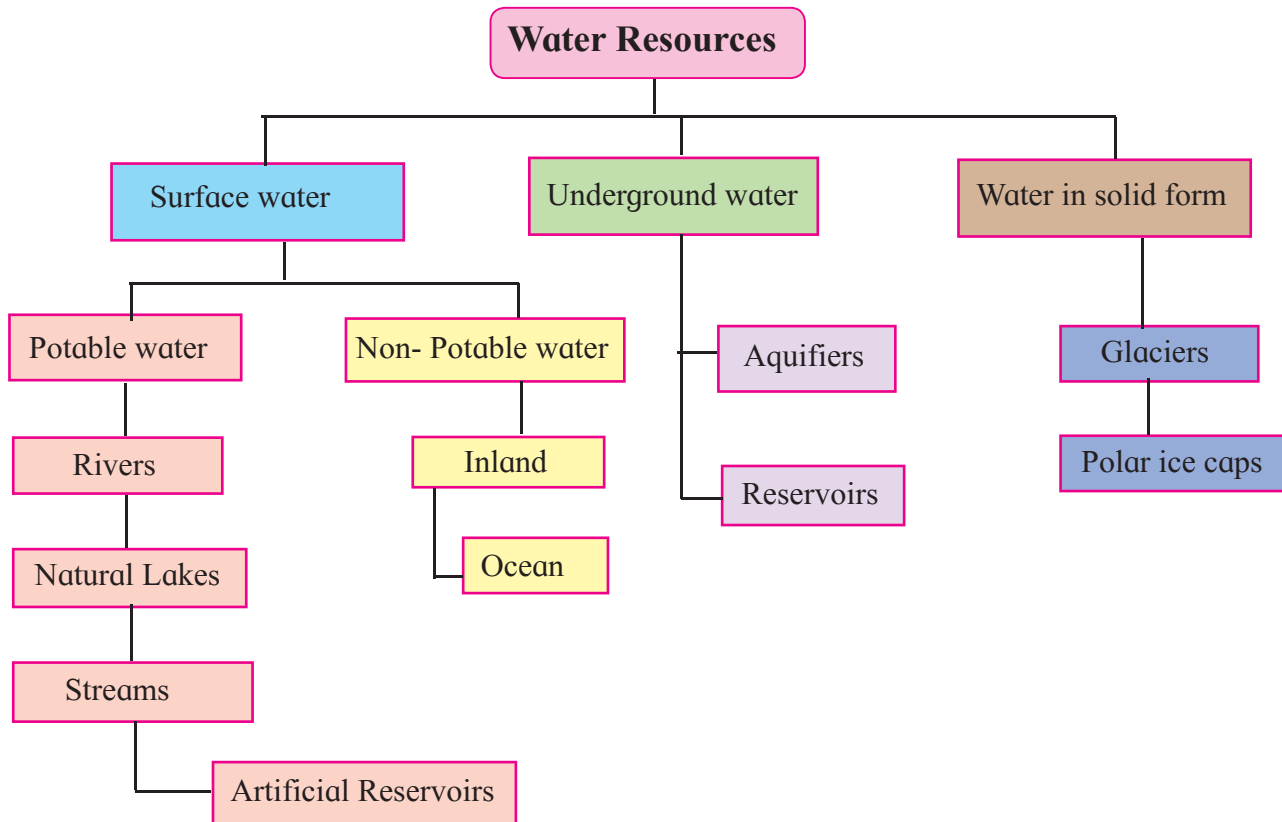 Water Resources
Surface water
Underground water
Water in solid form
Potable water
Non- Potable water
Aquifiers
Glaciers
Rivers
Inland
Reservoirs
Polar ice caps
Natural Lakes
Ocean
Streams
Artificial Reservoirs